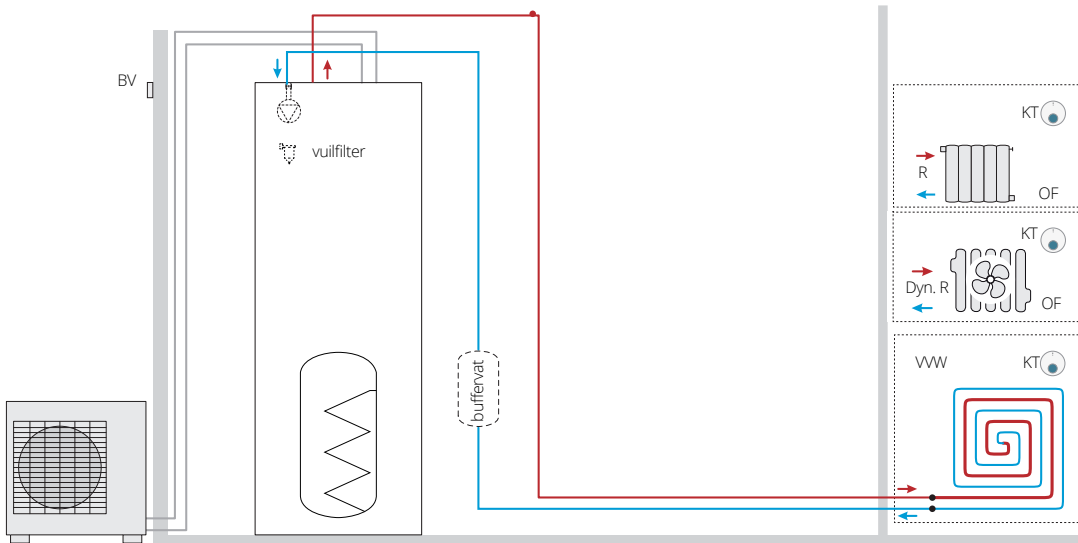 BV
vuilfilter
buffervat
KT
R
OF
KT
Dyn. R
OF
VVW
KT